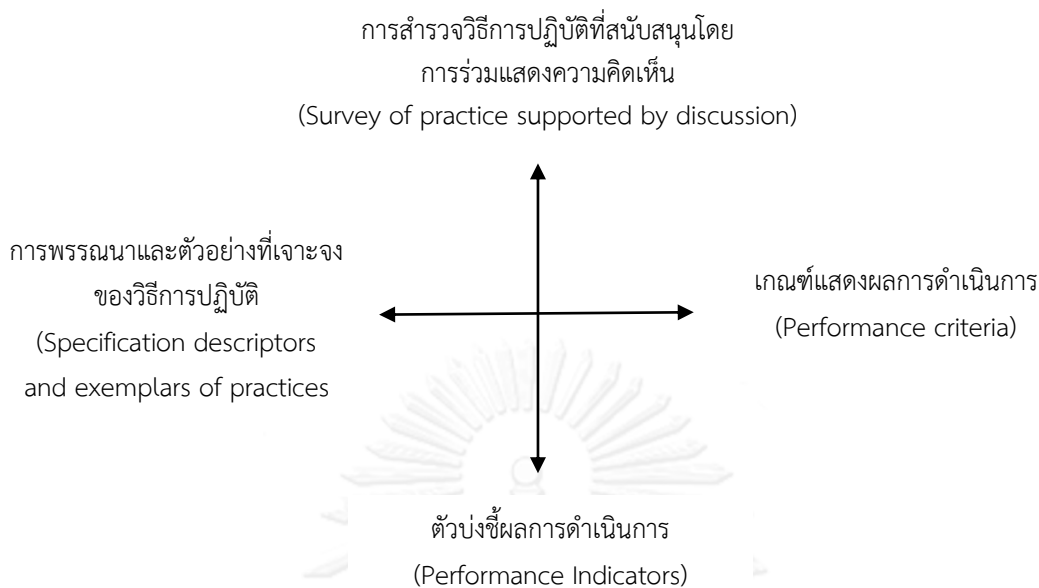 การสำรวจวิธีการปฏิบัติที่สนับสนุนโดย
การร่วมแสดงความคิดเห็น
(Survey of practice supported by discussion)
การพรรณนาและตัวอย่างที่เจาะจง
ของวิธีการปฏิบัติ
(Specification descriptors
and exemplars of practices
เกณฑ์แสดงผลการดำเนินการ
(Performance criteria)
ตัวบ่งชี้ผลการดำเนินการ
(Performance Indicators)